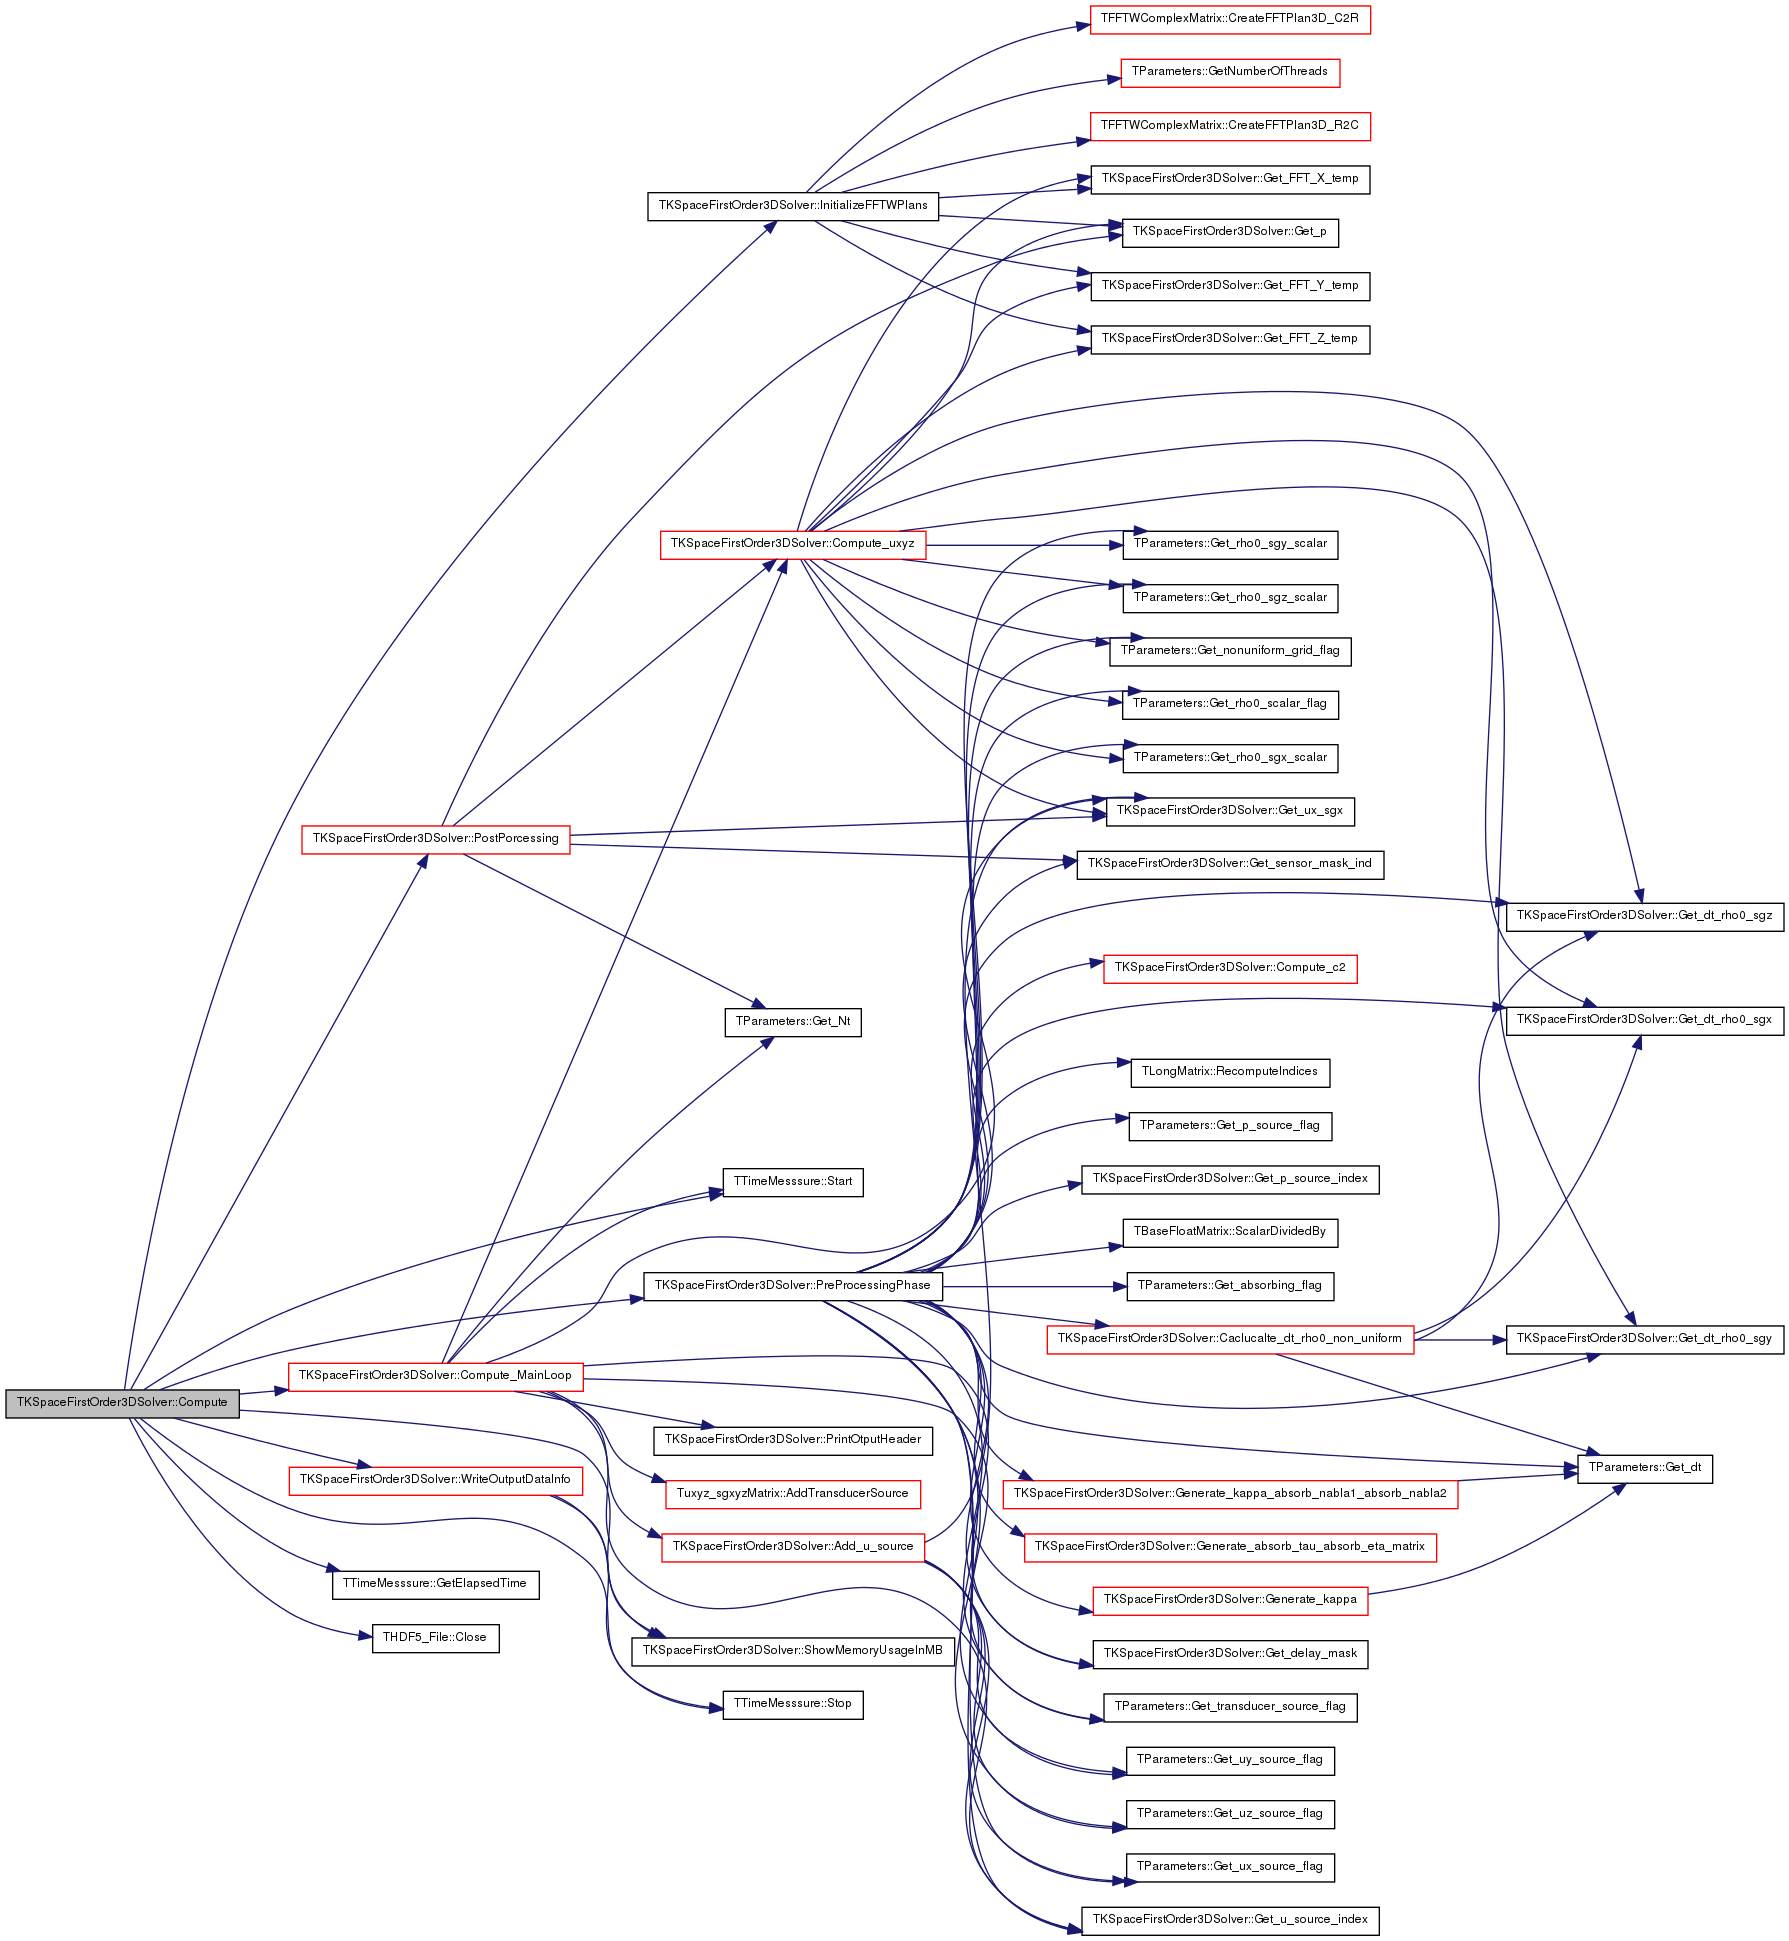 TFFTWComplexMatrix::CreateFFTPlan3D_C2R
TParameters::GetNumberOfThreads
TFFTWComplexMatrix::CreateFFTPlan3D_R2C
TKSpaceFirstOrder3DSolver::Get_FFT_X_temp
TKSpaceFirstOrder3DSolver::InitializeFFTWPlans
TKSpaceFirstOrder3DSolver::Get_p
TKSpaceFirstOrder3DSolver::Get_FFT_Y_temp
TKSpaceFirstOrder3DSolver::Get_FFT_Z_temp
TKSpaceFirstOrder3DSolver::Compute_uxyz
TParameters::Get_rho0_sgy_scalar
TParameters::Get_rho0_sgz_scalar
TParameters::Get_nonuniform_grid_flag
TParameters::Get_rho0_scalar_flag
TParameters::Get_rho0_sgx_scalar
TKSpaceFirstOrder3DSolver::Get_ux_sgx
TKSpaceFirstOrder3DSolver::PostPorcessing
TKSpaceFirstOrder3DSolver::Get_sensor_mask_ind
TKSpaceFirstOrder3DSolver::Get_dt_rho0_sgz
TKSpaceFirstOrder3DSolver::Compute_c2
TParameters::Get_Nt
TKSpaceFirstOrder3DSolver::Get_dt_rho0_sgx
TLongMatrix::RecomputeIndices
TParameters::Get_p_source_flag
TTimeMesssure::Start
TKSpaceFirstOrder3DSolver::Get_p_source_index
TBaseFloatMatrix::ScalarDividedBy
TKSpaceFirstOrder3DSolver::PreProcessingPhase
TParameters::Get_absorbing_flag
TKSpaceFirstOrder3DSolver::Caclucalte_dt_rho0_non_uniform
TKSpaceFirstOrder3DSolver::Get_dt_rho0_sgy
TKSpaceFirstOrder3DSolver::Compute_MainLoop
TKSpaceFirstOrder3DSolver::Compute
TKSpaceFirstOrder3DSolver::PrintOtputHeader
TParameters::Get_dt
TKSpaceFirstOrder3DSolver::WriteOutputDataInfo
Tuxyz_sgxyzMatrix::AddTransducerSource
TKSpaceFirstOrder3DSolver::Generate_kappa_absorb_nabla1_absorb_nabla2
TKSpaceFirstOrder3DSolver::Add_u_source
TKSpaceFirstOrder3DSolver::Generate_absorb_tau_absorb_eta_matrix
TTimeMesssure::GetElapsedTime
TKSpaceFirstOrder3DSolver::Generate_kappa
THDF5_File::Close
TKSpaceFirstOrder3DSolver::ShowMemoryUsageInMB
TKSpaceFirstOrder3DSolver::Get_delay_mask
TTimeMesssure::Stop
TParameters::Get_transducer_source_flag
TParameters::Get_uy_source_flag
TParameters::Get_uz_source_flag
TParameters::Get_ux_source_flag
TKSpaceFirstOrder3DSolver::Get_u_source_index